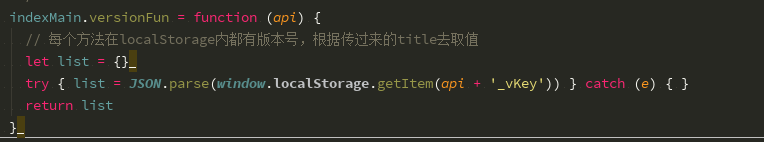 indexMain.versionFun = function (api) {
// 每个方法在localStorage内都有版本号，根据传过来的title去取值
let list = {}_
try { list = JSON.parse(window.localStorage.getItem(api + '_vKey')) } catch (e) { }
return list
}_